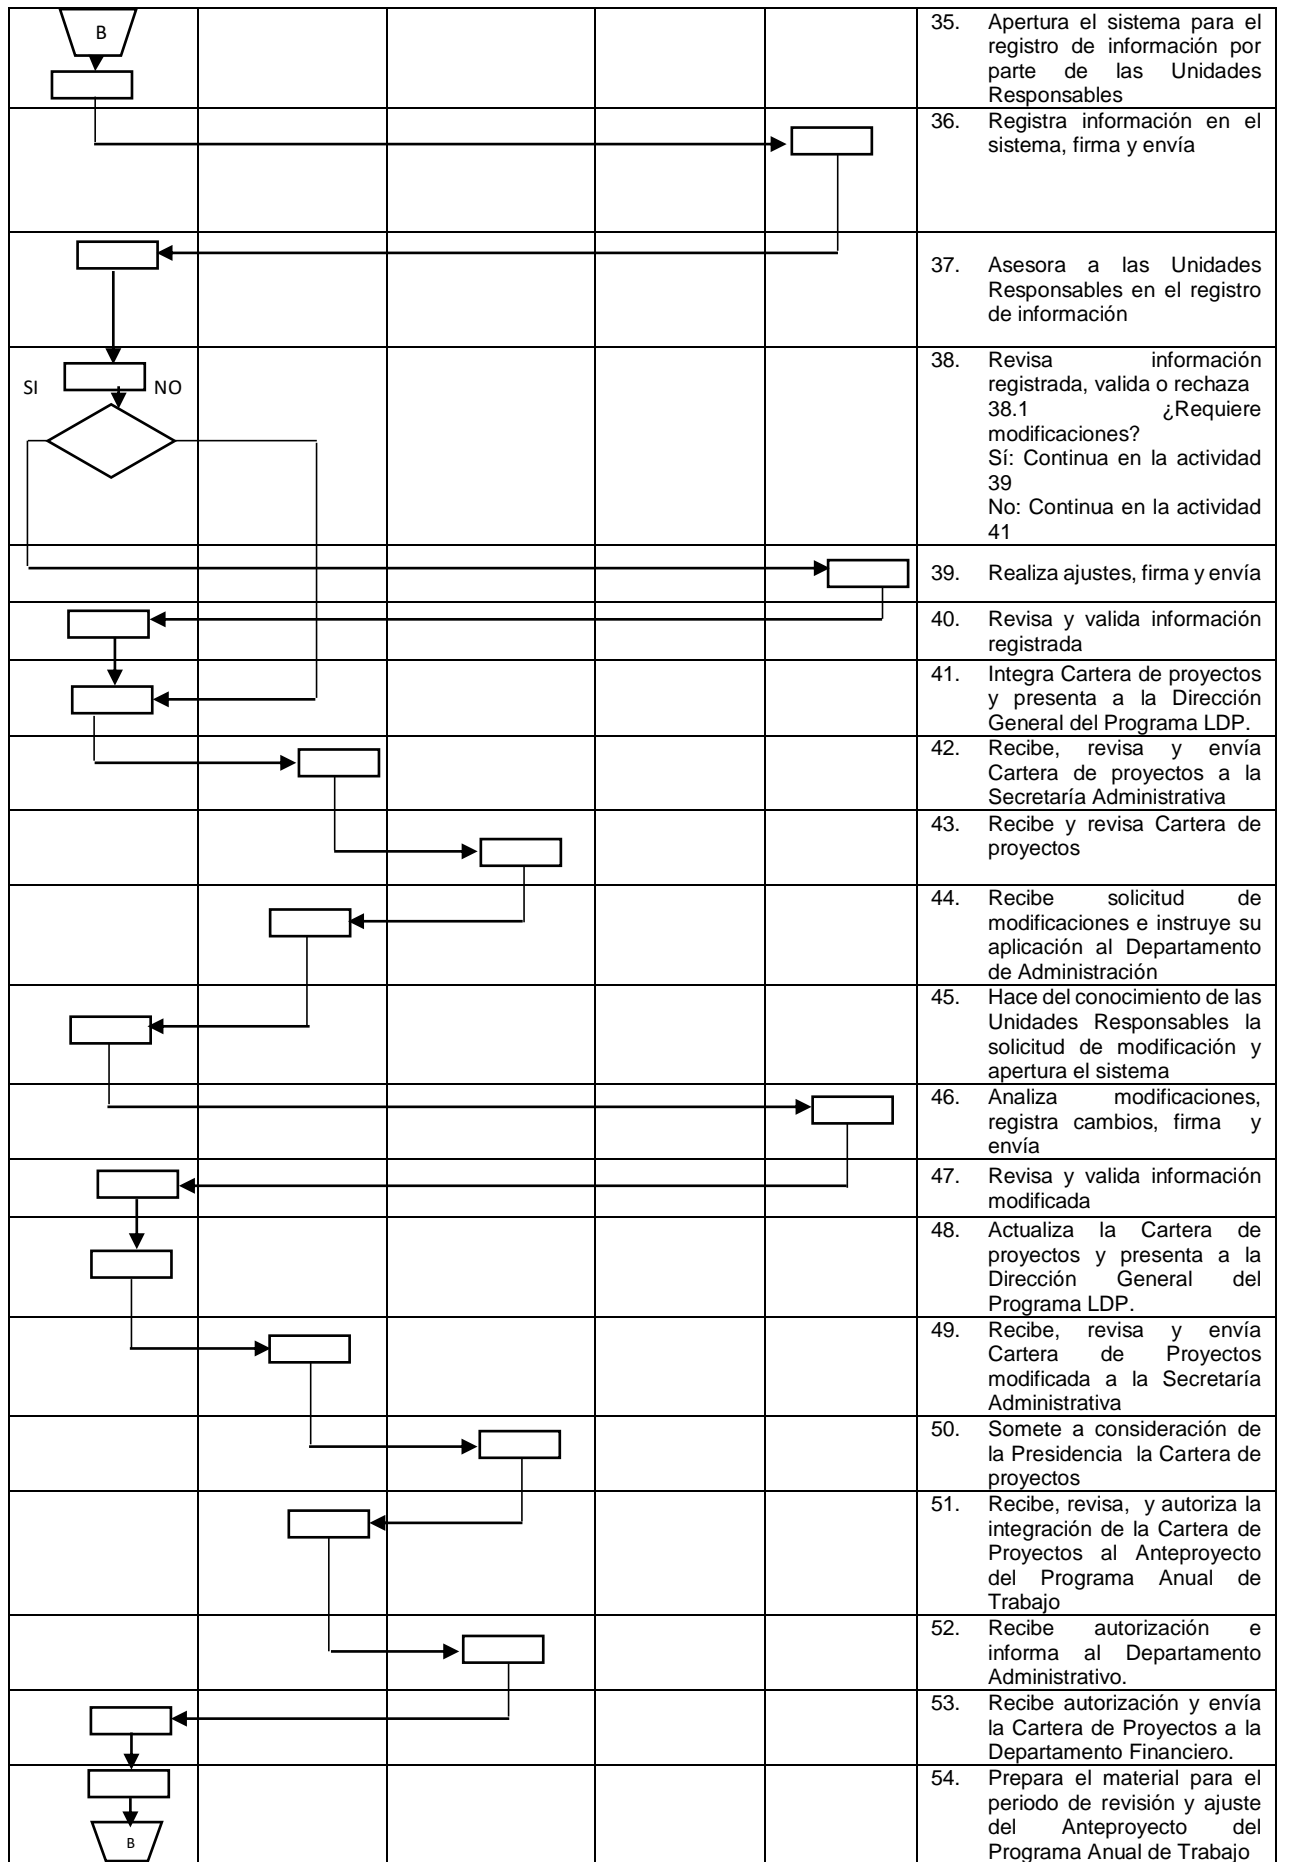 B
35. Apertura el sistema para el
registro de información por
parte de las Unidades
Responsables
36. Registra información en el
sistema, firma y envía
37. Asesora a las Unidades
Responsables en el registro
de información
SI
NO
38. Revisa información
registrada, valida o rechaza
38.1 ¿Requiere
modificaciones?
Sí: Continua en la actividad
39
No: Continua en la actividad
41
39. Realiza ajustes, firma y envía
40. Revisa y valida información
registrada
41. Integra Cartera de proyectos
y presenta a la Dirección
General del Programa LDP.
42. Recibe, revisa y envía
Cartera de proyectos a la
Secretaría Administrativa
43. Recibe y revisa Cartera de
proyectos
44. Recibe solicitud de
modificaciones e instruye su
aplicación al Departamento
de Administración
45. Hace del conocimiento de las
Unidades Responsables la
solicitud de modificación y
apertura el sistema
46. Analiza modificaciones,
registra cambios, firma y
envía
47. Revisa y valida información
modificada
48. Actualiza la Cartera de
proyectos y presenta a la
Dirección General del
Programa LDP.
49. Recibe, revisa y envía
Cartera de Proyectos
modificada a la Secretaría
Administrativa
50. Somete a consideración de
la Presidencia la Cartera de
proyectos
51. Recibe, revisa, y autoriza la
integración de la Cartera de
Proyectos al Anteproyecto
del Programa Anual de
Trabajo
52. Recibe autorización e
informa al Departamento
Administrativo.
53. Recibe autorización y envía
la Cartera de Proyectos a la
Departamento Financiero.
54. Prepara el material para el
periodo de revisión y ajuste
del Anteproyecto del
Programa Anual de Trabajo
B